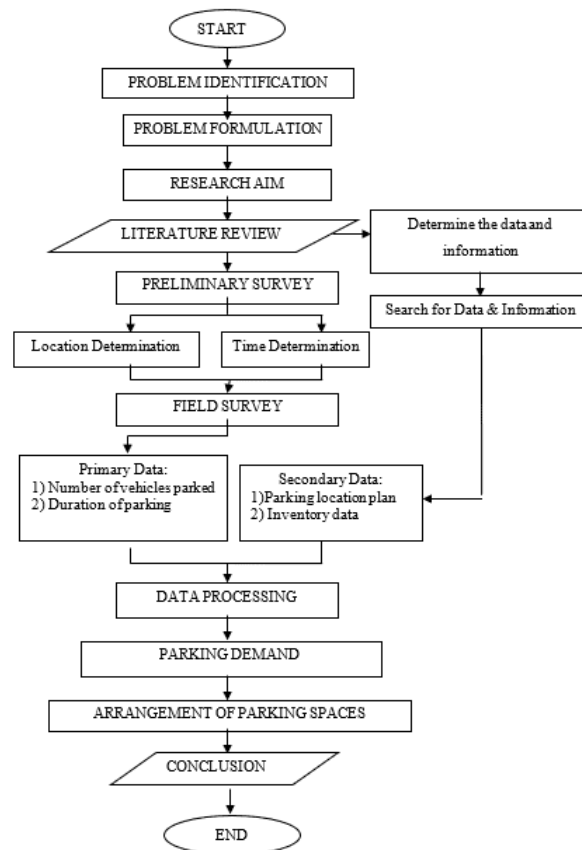 START
PROBLEM IDENTIFICATION
PROBLEM FORMULATION
RESEARCH AIM
LITERATURE REVIEW
Determine the data and
information
PRELIMINARY SURVEY
Search for Data & Information
Location Determination
Time Determination
FIELD SURVEY
Primary Data:
1) Number of vehicles parked
2) Duration of parking
Secondary Data:
1)Parking location plan
2) Inventory data
DATA PROCESSING
PARKING DEMAND
ARRANGEMENT OF PARKING SPACES
CONCLUSION
END